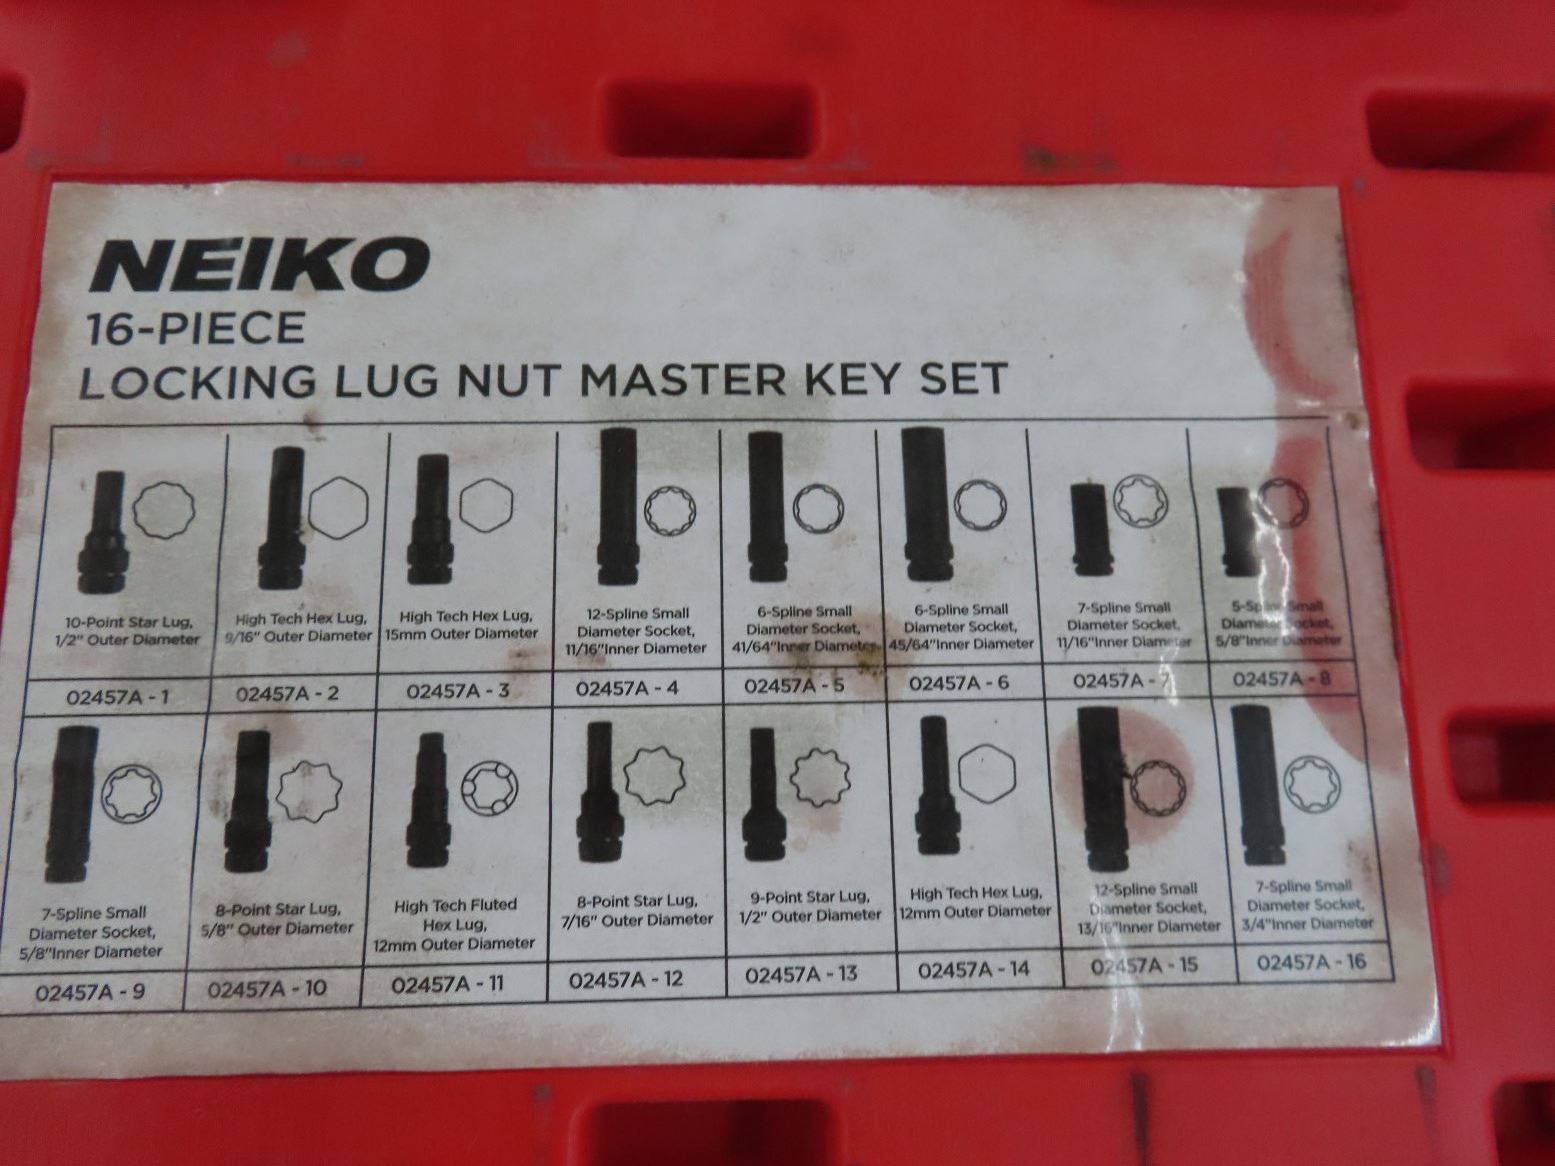 NEIKO
16-PIECE
LOCKING LUG NUT MASTER KEY SET
10-Point Star Lug,
1/2" Outer Diameter
02457A - 1
High Tech Hex Lug,
9/16" Outer Diameter
02457A - 2
High Tech Hex Lug,
15mm Outer Diameter
02457A - 3
12-Spline Small
Diameter Socket,
11/16"Inner Diameter
02457A - 4
6-Spline Small
Diameter Socket,
41/64"Inner Diameter
02457A - 5
6-Spline Small
Diameter Socket,
45/64"Inner Diameter
02457A - 6
7-Spline Small
Diameter Socket,
11/16"Inner Diameter
02457A - 7
5-Spline Small
Diameter Socket,
5/8"Inner Diameter
02457A - 8
7-Spline Small
Diameter Socket,
5/8"Inner Diameter
02457A - 9
8-Point Star Lug,
5/8" Outer Diameter
02457A - 10
High Tech Fluted
Hex Lug,
12mm Outer Diameter
02457A - 11
8-Point Star Lug,
7/16" Outer Diameter
02457A - 12
9-Point Star Lug,
1/2" Outer Diameter
02457A - 13
High Tech Hex Lug,
12mm Outer Diameter
02457A - 14
12-Spline Small
Diameter Socket,
13/16"Inner Diameter
02457A - 15
7-Spline Small
Diameter Socket,
3/4"Inner Diameter
02457A - 16